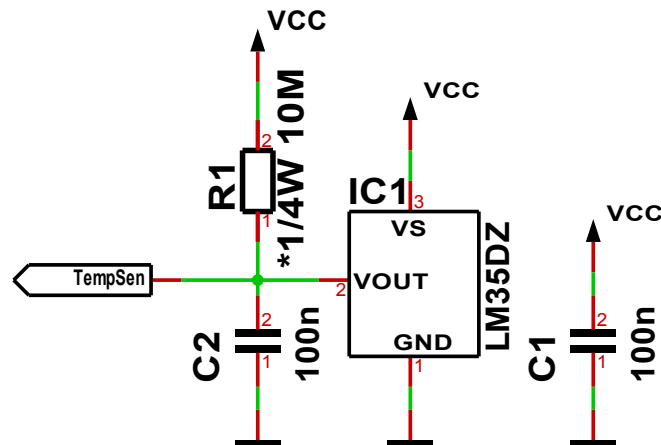 VCC
VCC
2
R1
*1/4W 10M
1
IC1
3
VS
VCC
TempSen
2
VOUT
LM35DZ
GND
1
C2
2
1
100n
C1
2
1
100n